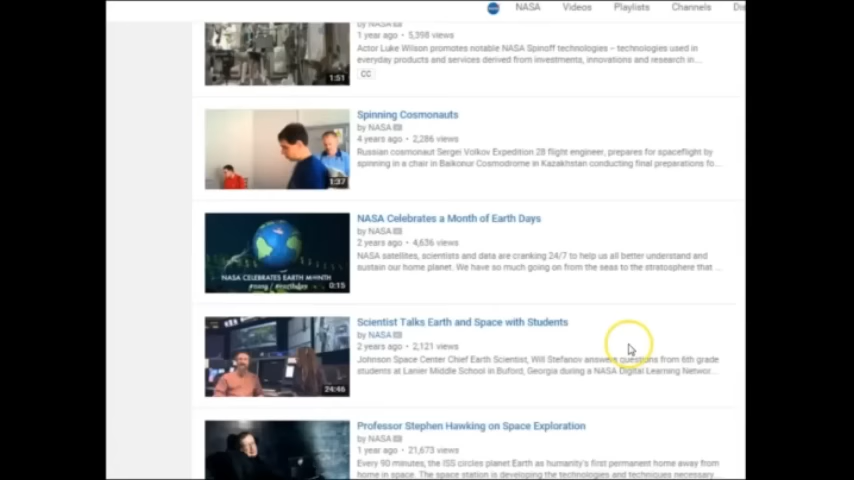 NASA Videos Playlists Channels
by NASA
1 year ago • 5,398 views
Actor Luke Wilson promotes notable NASA Spinoff technologies – technologies used in
everyday products and services derived from investments, innovations and research in...
CC
1:51
Spinning Cosmonauts
by NASA
4 years ago • 2,286 views
Russian cosmonaut Sergei Volkov Expedition 28 flight engineer, prepares for spaceflight by
spinning in a chair in Baikonur Cosmodrome in Kazakhstan conducting final preparations fo...
1:37
NASA Celebrates a Month of Earth Days
by NASA
2 years ago • 4,636 views
NASA satellites, scientists and data are cranking 24/7 to help us all better understand and
sustain our home planet. We have so much going on from the seas to the stratosphere that ...
NASA CELEBRATES EARTH MONTH
0:15
Scientist Talks Earth and Space with Students
by NASA
2 years ago • 2,121 views
Johnson Space Center Chief Earth Scientist, Will Stefanov answers questions from 6th grade
students at Lanier Middle School in Buford, Georgia during a NASA Digital Learning Networ...
24:46
Professor Stephen Hawking on Space Exploration
by NASA
1 year ago • 21,673 views
Every 90 minutes, the ISS circles planet Earth as humanity's first permanent home away from
home in space. The space station is developing the technologies and techniques necessary